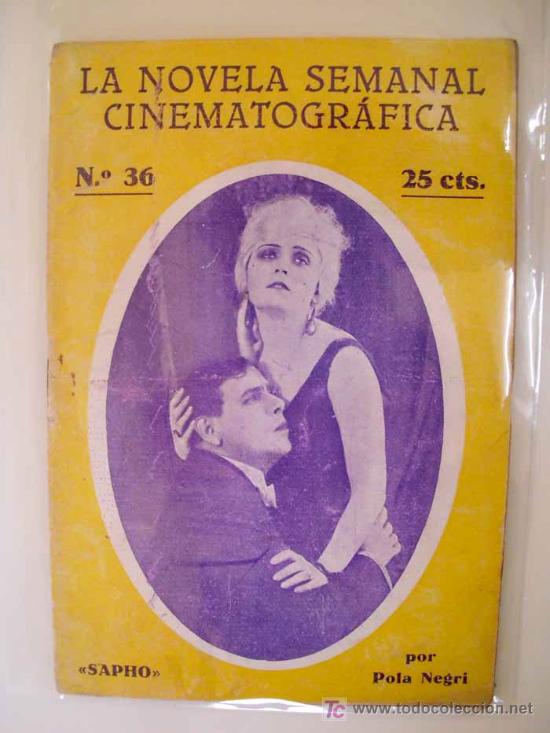 LA NOVELA SEMANAL
CINEMATOGRÁFICA
N.º 36
25 cts.
«SAPHO»
por
Pola Negri
TC www.todocoleccion.net